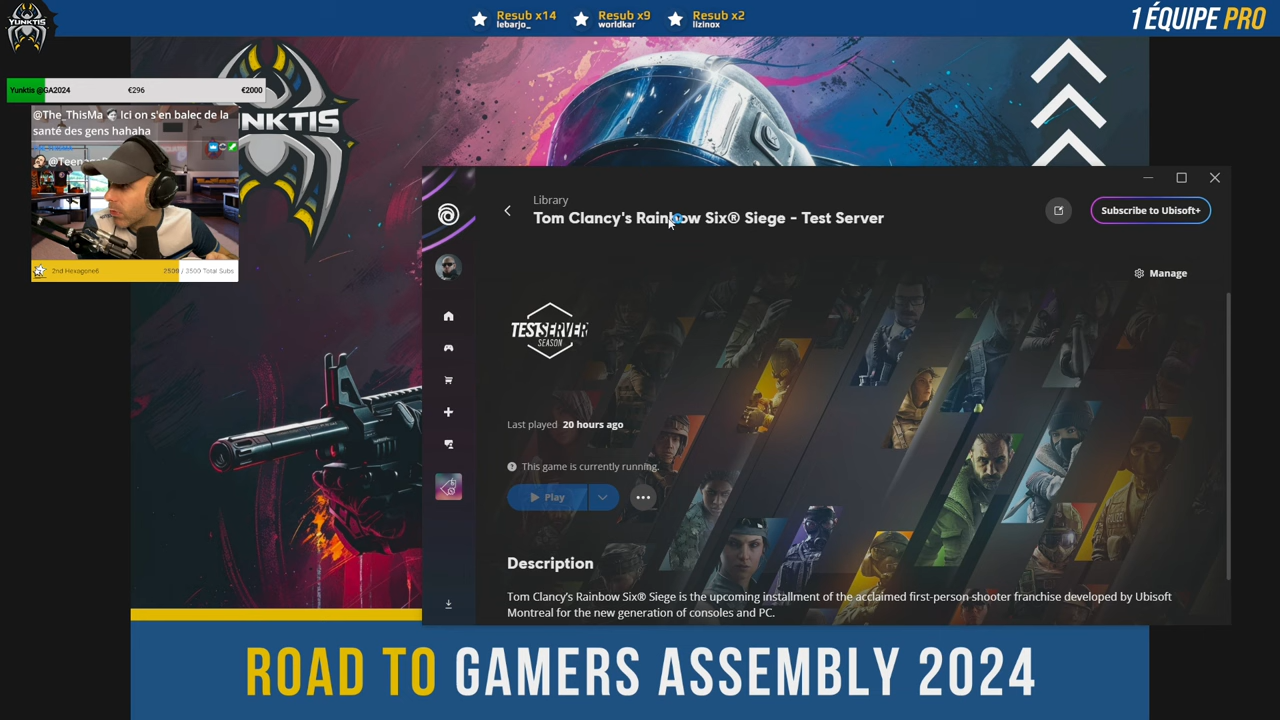 YUNKTIS
Resub x14
lebarjo_
Resub x9
worldkar
Resub x2
lizinox
1 ÉQUIPE PRO
Yunktis @GA2024
€296
€2000
@The_ThisMa Ici on s'en balec de la
santé des gens hahaha
2nd Hexagone6
/ 3500 Total Subs
Library
Tom Clancy's Rainbow Six® Siege - Test Server
Subscribe to Ubisoft+
Manage
TEST SERVER
SEASON
Last played 20 hours ago
This game is currently running.
Play
Description
Tom Clancy's Rainbow Six® Siege is the upcoming installment of the acclaimed first-person shooter franchise developed by Ubisoft
Montreal for the new generation of consoles and PC.
ROAD TO GAMERS ASSEMBLY 2024